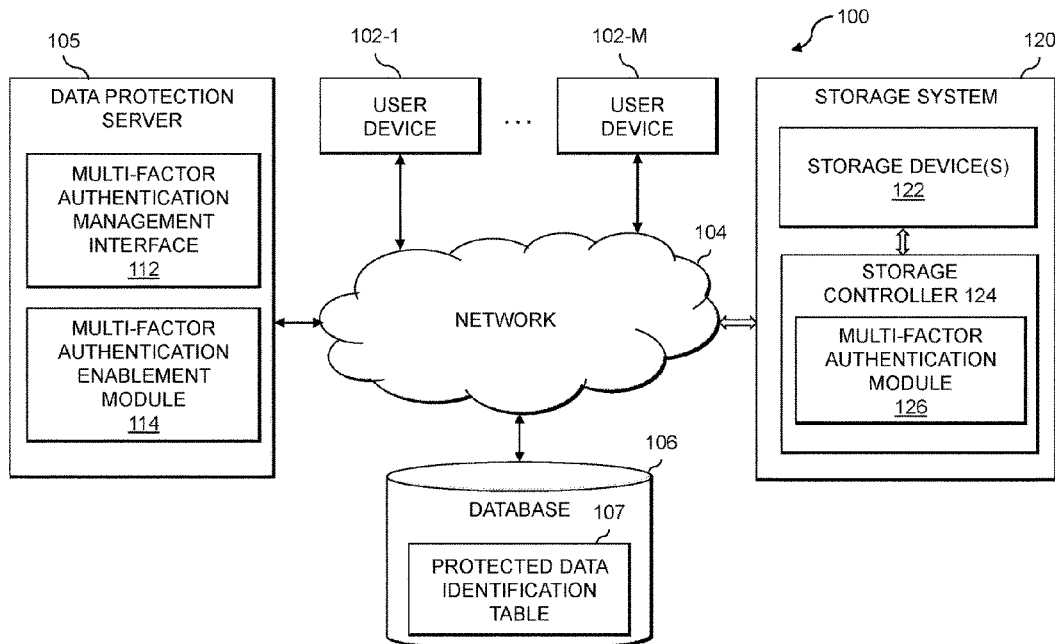 100
105
DATA PROTECTION
SERVER
MULTI-FACTOR
AUTHENTICATION
MANAGEMENT
INTERFACE
112
MULTI-FACTOR
AUTHENTICATION
ENABLEMENT
MODULE
114
102-1
USER
DEVICE
...
102-M
USER
DEVICE
120
STORAGE SYSTEM
STORAGE DEVICE(S)
122
STORAGE
CONTROLLER 124
MULTI-FACTOR
AUTHENTICATION
MODULE
126
104
NETWORK
106
DATABASE
107
PROTECTED DATA
IDENTIFICATION
TABLE